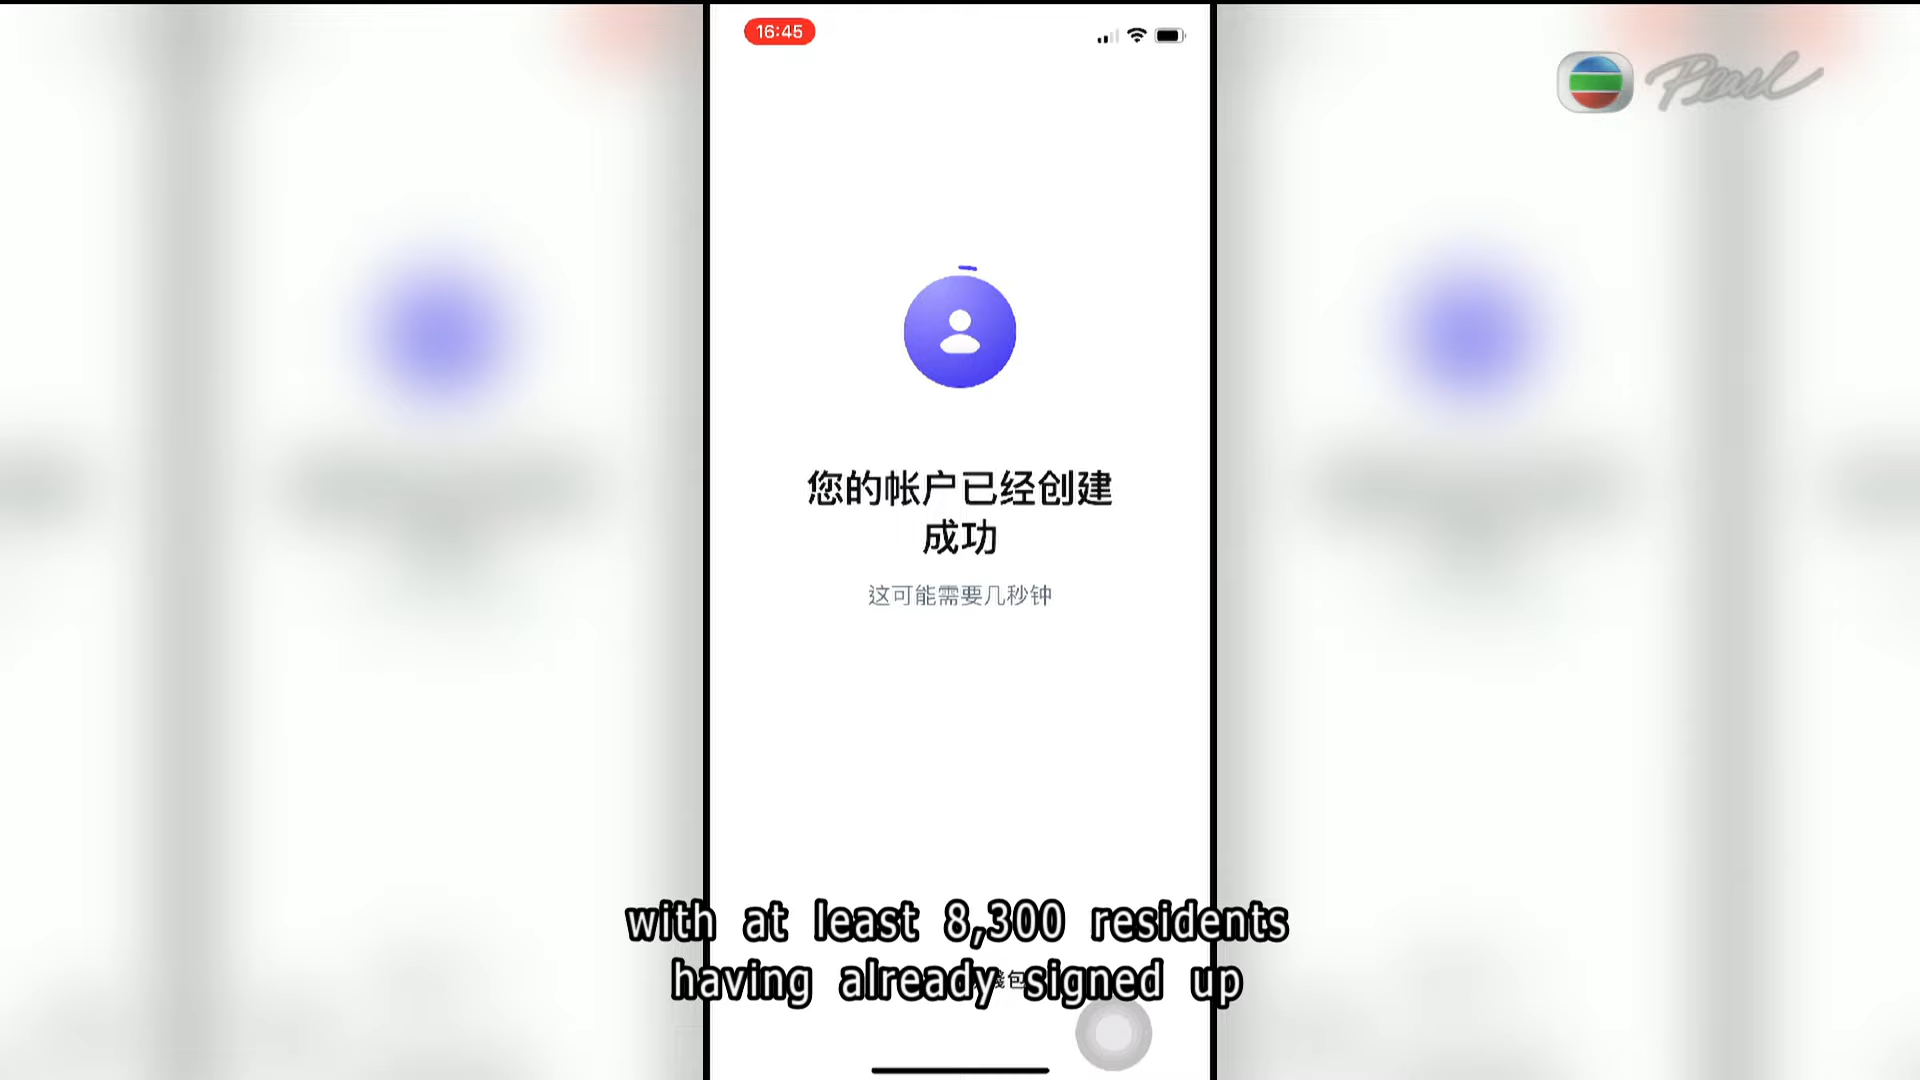 16:45
Pearl
您的帐户已经创建
成功
这可能需要几秒钟
with at least 8,300 residents
having already signed up